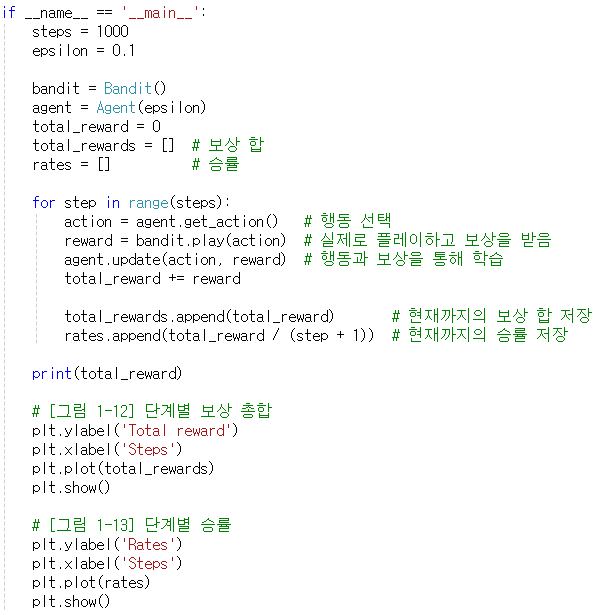 if __name__ == '__main__':
    steps = 1000
    epsilon = 0.1

    bandit = Bandit()
    agent = Agent(epsilon)
    total_reward = 0
    total_rewards = []  # 보상 합
    rates = []          # 승률

    for step in range(steps):
        action = agent.get_action()   # 행동 선택
        reward = bandit.play(action)  # 실제로 플레이하고 보상을 받음
        agent.update(action, reward)  # 행동과 보상을 통해 학습
        total_reward += reward

        total_rewards.append(total_reward)       # 현재까지의 보상 합 저장
        rates.append(total_reward / (step + 1))  # 현재까지의 승률 저장

    print(total_reward)

    # [그림 1-12] 단계별 보상 총합
    plt.ylabel('Total reward')
    plt.xlabel('Steps')
    plt.plot(total_rewards)
    plt.show()

    # [그림 1-13] 단계별 승률
    plt.ylabel('Rates')
    plt.xlabel('Steps')
    plt.plot(rates)
    plt.show()